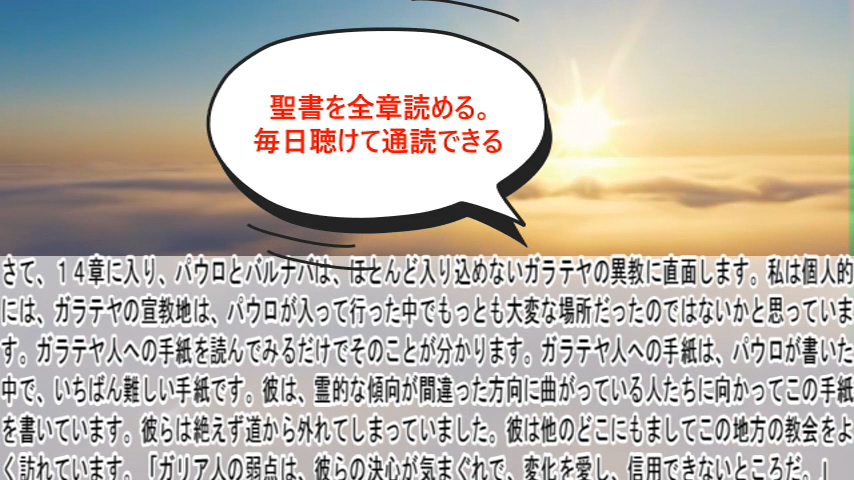 聖書を全章読める。
毎日聴けて通読できる
さて、１４章に入り、パウロとバルナバは、ほとんど入り込めないガラテヤの異教に直面します。私は個人的
には、ガラテヤの宣教地は、パウロが入って行った中でもっとも大変な場所だったのではないかと思っていま
す。ガラテヤ人への手紙を読んでみるだけでそのことが分かります。ガラテヤ人への手紙は、パウロが書いた
中で、いちばん難しい手紙です。彼は、霊的な傾向が間違った方向に曲がっている人たちに向かってこの手紙
を書いています。彼らは絶えず道から外れてしまっていました。彼は他のどこにもましてこの地方の教会をよ
く訪れています。「ガリア人の弱点は、彼らの決心が気まぐれで、変化を愛し、信用できないところだ。」